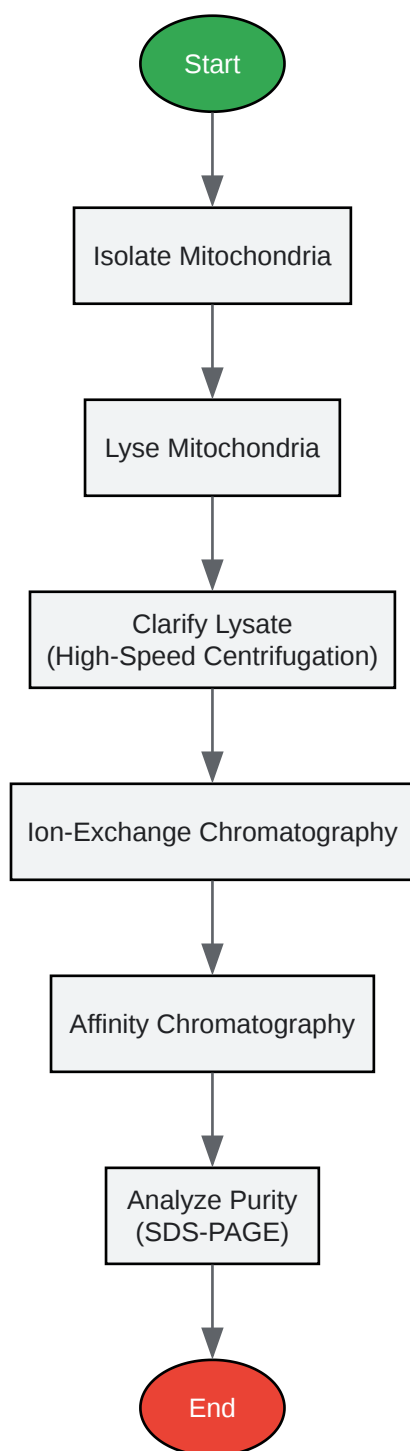 Start
Isolate Mitochondria
Lyse Mitochondria
Clarify Lysate
(High-Speed Centrifugation)
Ion-Exchange Chromatography
Affinity Chromatography
Analyze Purity
(SDS-PAGE)
End